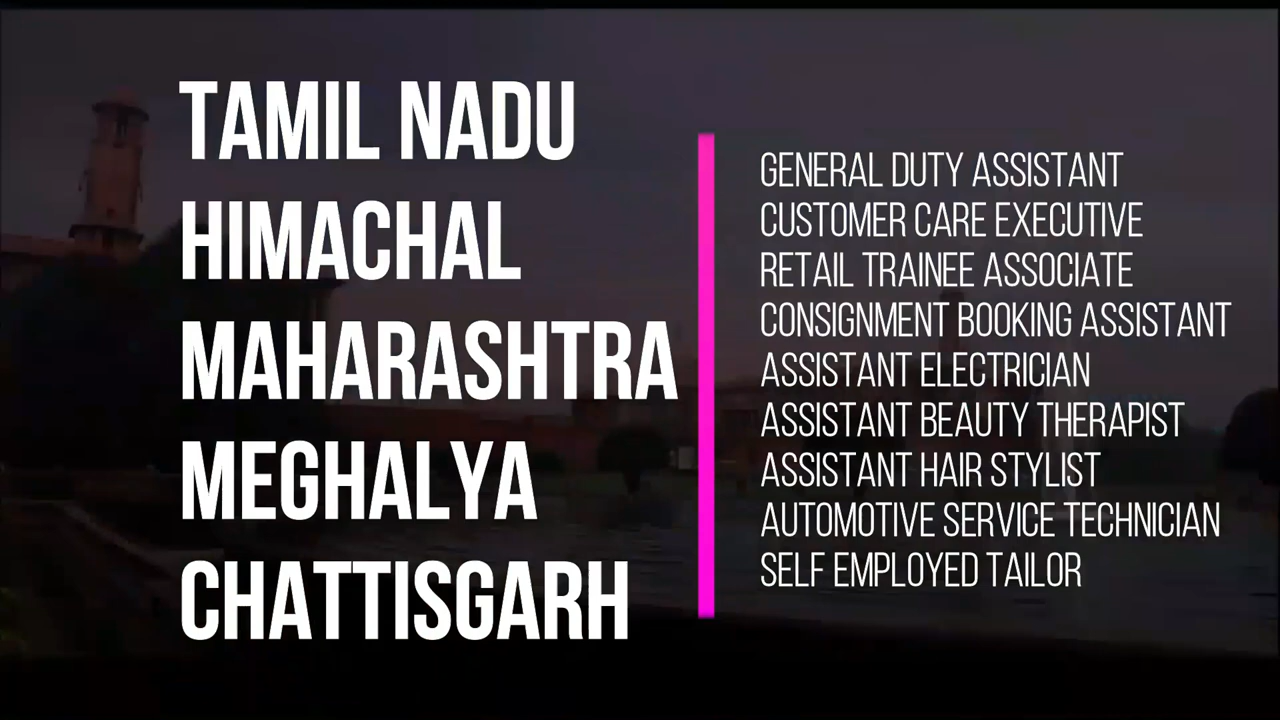 TAMIL NADU
HIMACHAL
MAHARASHTRA
MEGHALYA
CHATTISGARH
GENERAL DUTY ASSISTANT
CUSTOMER CARE EXECUTIVE
RETAIL TRAINEE ASSOCIATE
CONSIGNMENT BOOKING ASSISTANT
ASSISTANT ELECTRICIAN
ASSISTANT BEAUTY THERAPIST
ASSISTANT HAIR STYLIST
AUTOMOTIVE SERVICE TECHNICIAN
SELF EMPLOYED TAILOR